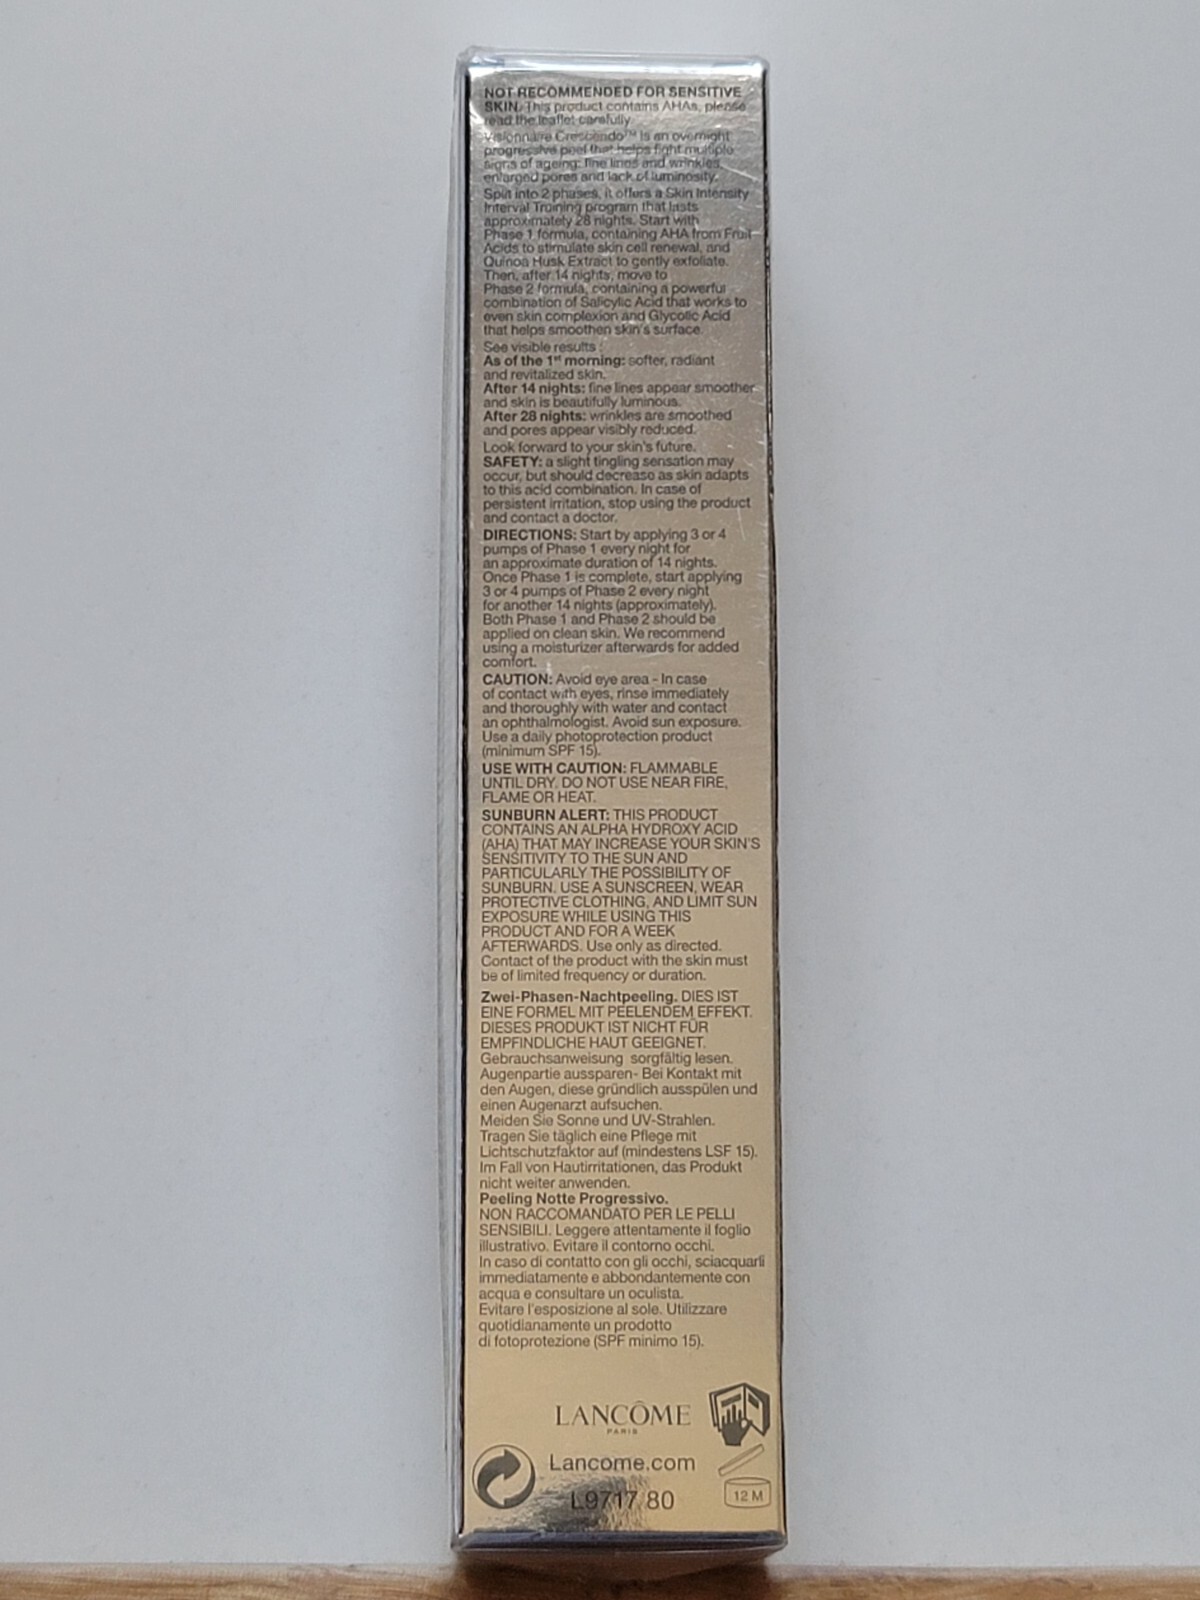 NOT RECOMMENDED FOR SENSITIVE
SKIN. This product contains AHAs, please
read the leaflet carefully.
Visionnaire Crescendo™ is an overnight
progressive peel that helps fight multiple
signs of ageing: fine lines and wrinkles,
enlarged pores and lack of luminosity.
Split into 2 phases, it offers a Skin Intensity
Interval Training program that lasts
approximately 28 nights. Start with
Phase 1 formula, containing AHA from Fruit
Acids to stimulate skin cell renewal, and
Quinoa Husk Extract to gently exfoliate.
Then, after 14 nights, move to
Phase 2 formula, containing a powerful
combination of Salicylic Acid that works to
even skin complexion and Glycolic Acid
that helps smoothen skin's surface.
See visible results :
As of the 1st morning: softer, radiant
and revitalized skin.
After 14 nights: fine lines appear smoother
and skin is beautifully luminous.
After 28 nights: wrinkles are smoothed
and pores appear visibly reduced.
Look forward to your skin's future.
SAFETY: a slight tingling sensation may
occur, but should decrease as skin adapts
to this acid combination. In case of
persistent irritation, stop using the product
and contact a doctor.
DIRECTIONS: Start by applying 3 or 4
pumps of Phase 1 every night for
an approximate duration of 14 nights.
Once Phase 1 is complete, start applying
3 or 4 pumps of Phase 2 every night
for another 14 nights (approximately).
Both Phase 1 and Phase 2 should be
applied on clean skin. We recommend
using a moisturizer afterwards for added
comfort.
CAUTION: Avoid eye area - In case
of contact with eyes, rinse immediately
and thoroughly with water and contact
an ophthalmologist. Avoid sun exposure.
Use a daily photoprotection product
(minimum SPF 15).
USE WITH CAUTION: FLAMMABLE
UNTIL DRY. DO NOT USE NEAR FIRE,
FLAME OR HEAT.
SUNBURN ALERT: THIS PRODUCT
CONTAINS AN ALPHA HYDROXY ACID
(AHA) THAT MAY INCREASE YOUR SKIN'S
SENSITIVITY TO THE SUN AND
PARTICULARLY THE POSSIBILITY OF
SUNBURN. USE A SUNSCREEN, WEAR
PROTECTIVE CLOTHING, AND LIMIT SUN
EXPOSURE WHILE USING THIS
PRODUCT AND FOR A WEEK
AFTERWARDS. Use only as directed.
Contact of the product with the skin must
be of limited frequency or duration.
Zwei-Phasen-Nachtpeeling. DIES IST
EINE FORMEL MIT PEELENDEM EFFEKT.
DIESES PRODUKT IST NICHT FÜR
EMPFINDLICHE HAUT GEEIGNET.
Gebrauchsanweisung sorgfältig lesen.
Augenpartie aussparen- Bei Kontakt mit
den Augen, diese gründlich ausspülen und
einen Augenarzt aufsuchen.
Meiden Sie Sonne und UV-Strahlen.
Tragen Sie täglich eine Pflege mit
Lichtschutzfaktor auf (mindestens LSF 15).
Im Fall von Hautirritationen, das Produkt
nicht weiter anwenden.
Peeling Notte Progressivo.
NON RACCOMANDATO PER LE PELLI
SENSIBILI. Leggere attentamente il foglio
illustrativo. Evitare il contorno occhi.
In caso di contatto con gli occhi, sciacquarli
immediatamente e abbondantemente con
acqua e consultare un oculista.
Evitare l'esposizione al sole. Utilizzare
quotidianamente un prodotto
di fotoprotezione (SPF minimo 15).
LANCÔME
PARIS
Lancome.com
L9717 80
12 M